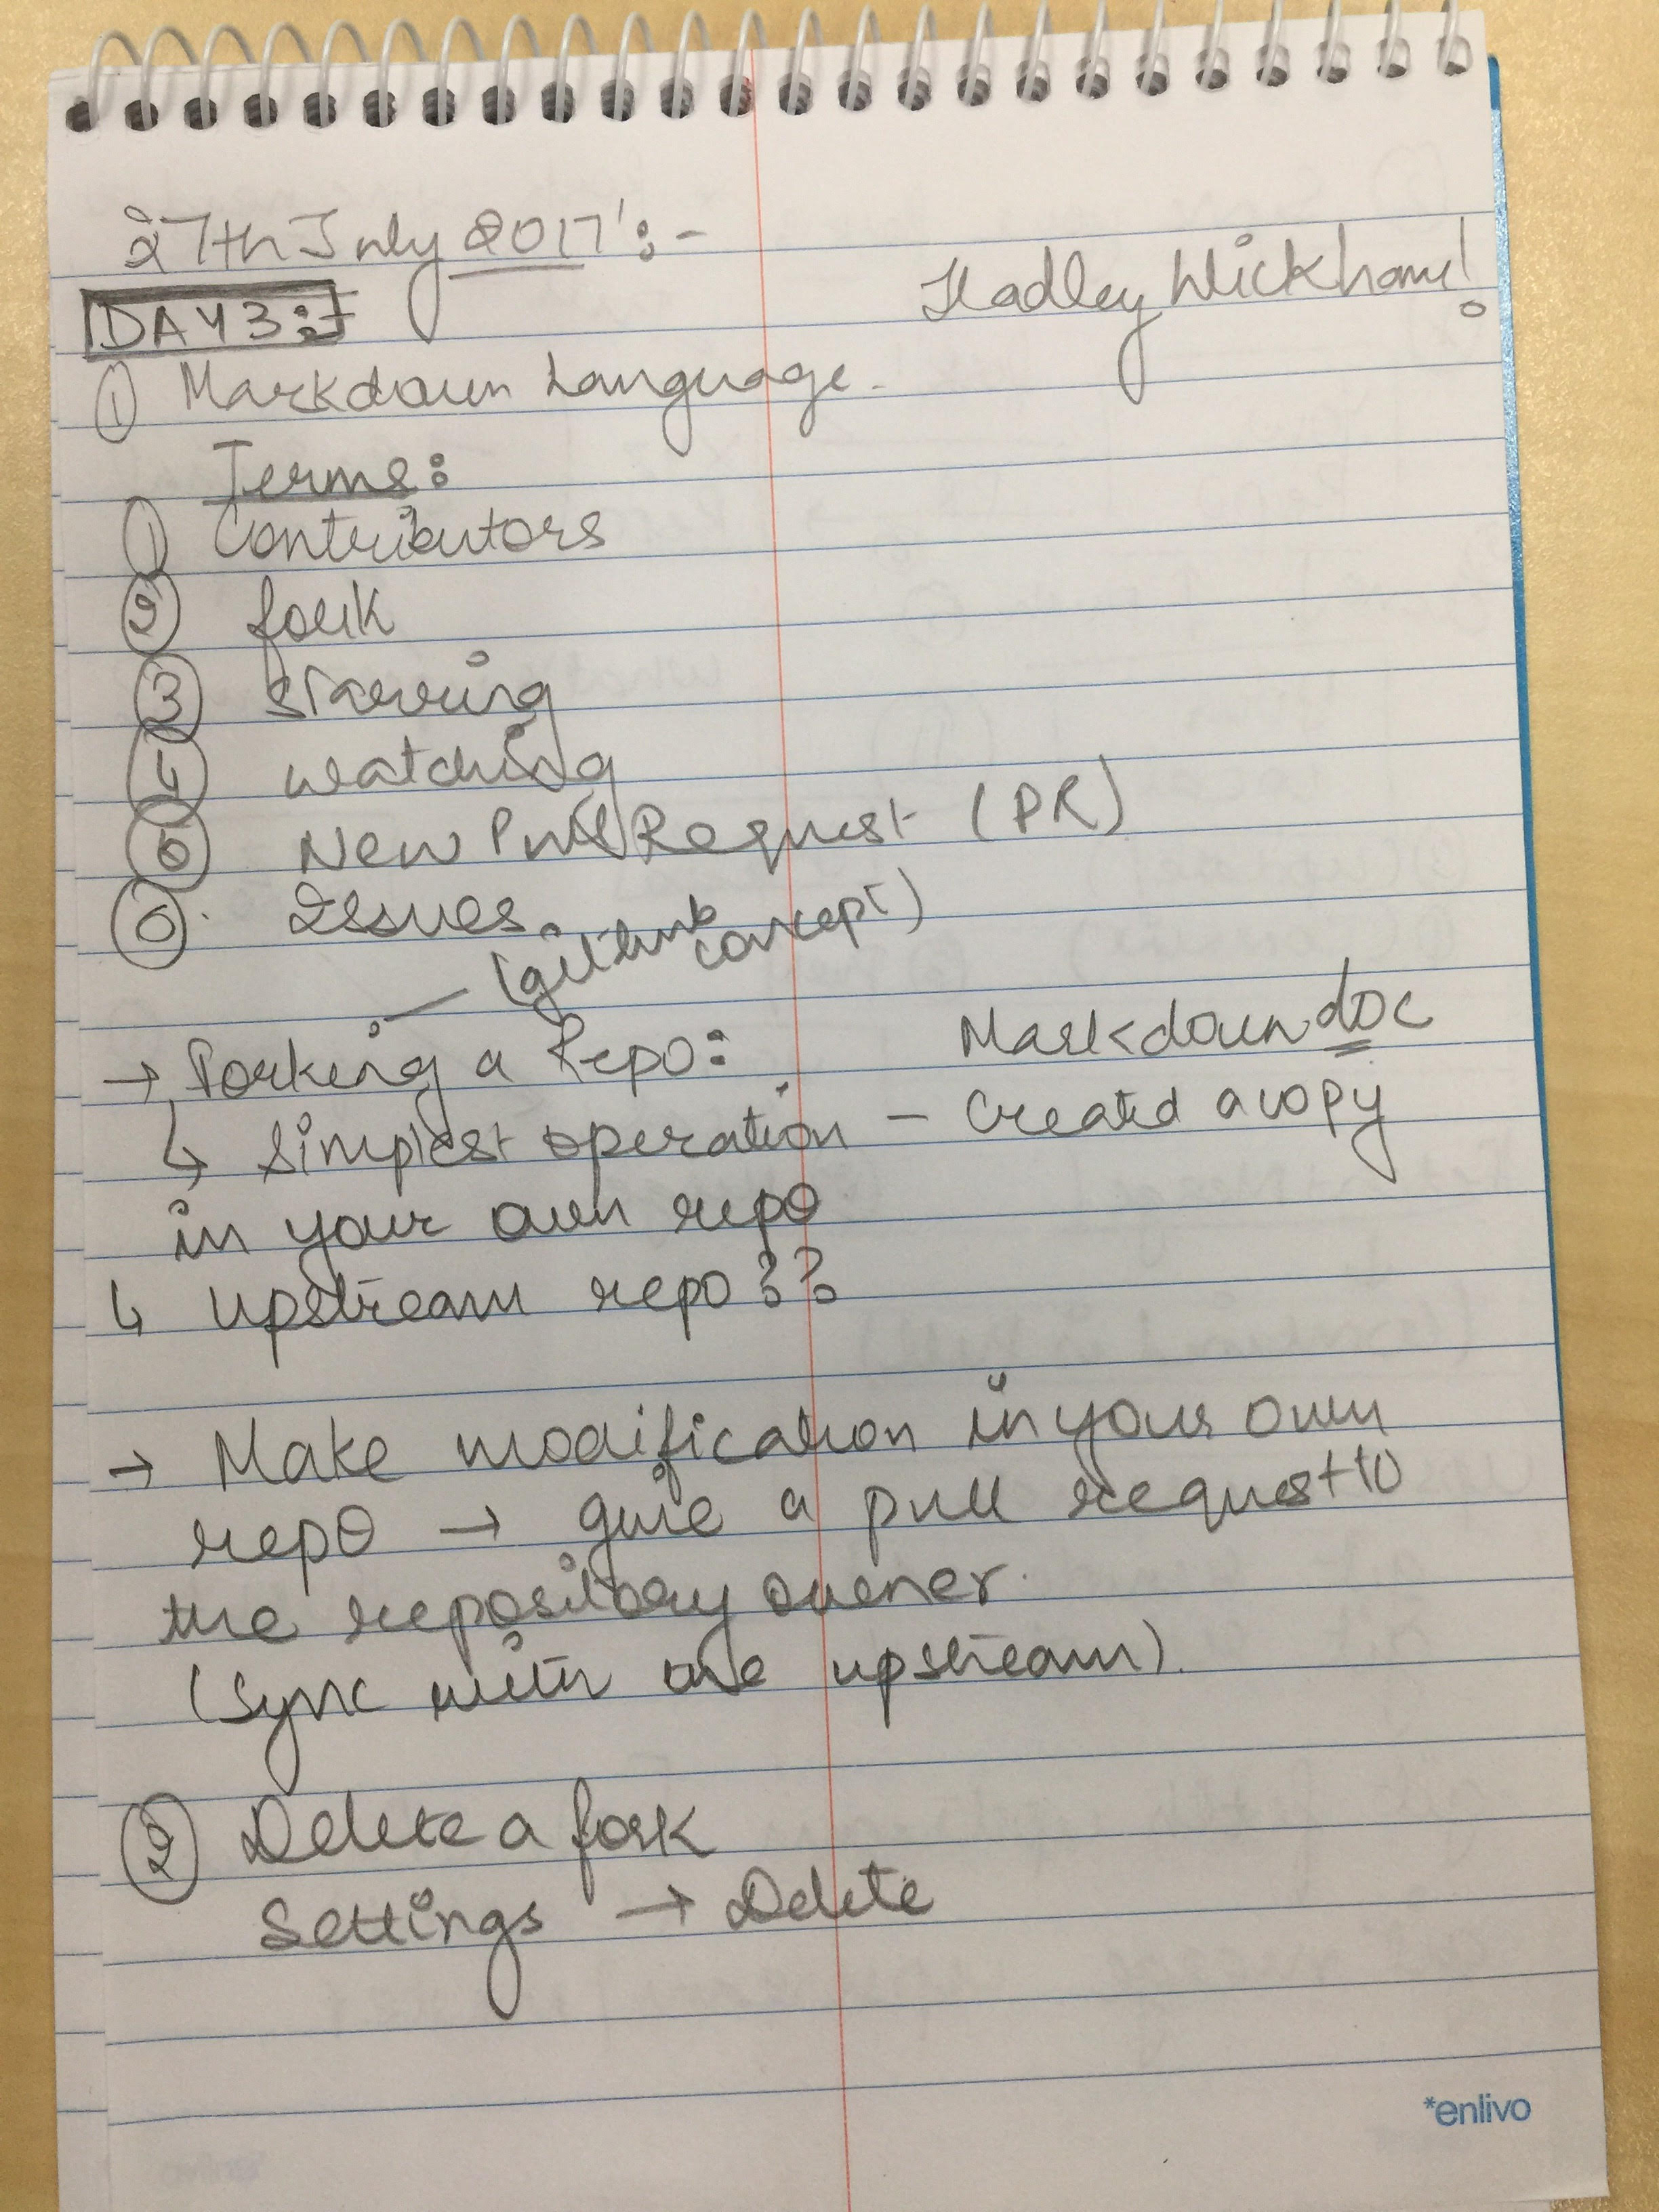 27th July 2017':-
Hadley Wickham!
DAY 3:-
① Markdown Language.
Terms:
① Contributors
② fork
③ starring
④ watching
⑤ New Pull Request (PR)
⑥. Issues
(github concept)
Markdown doc
→ Forking a Repo:
↳ Simplest operation – Created a copy
in your own repo
↳ upstream repo??
→ Make modification in your own
repo → give a pull request to
the repository owner.
(Sync with the upstream).
② Delete a fork
Settings → Delete
*enlivo